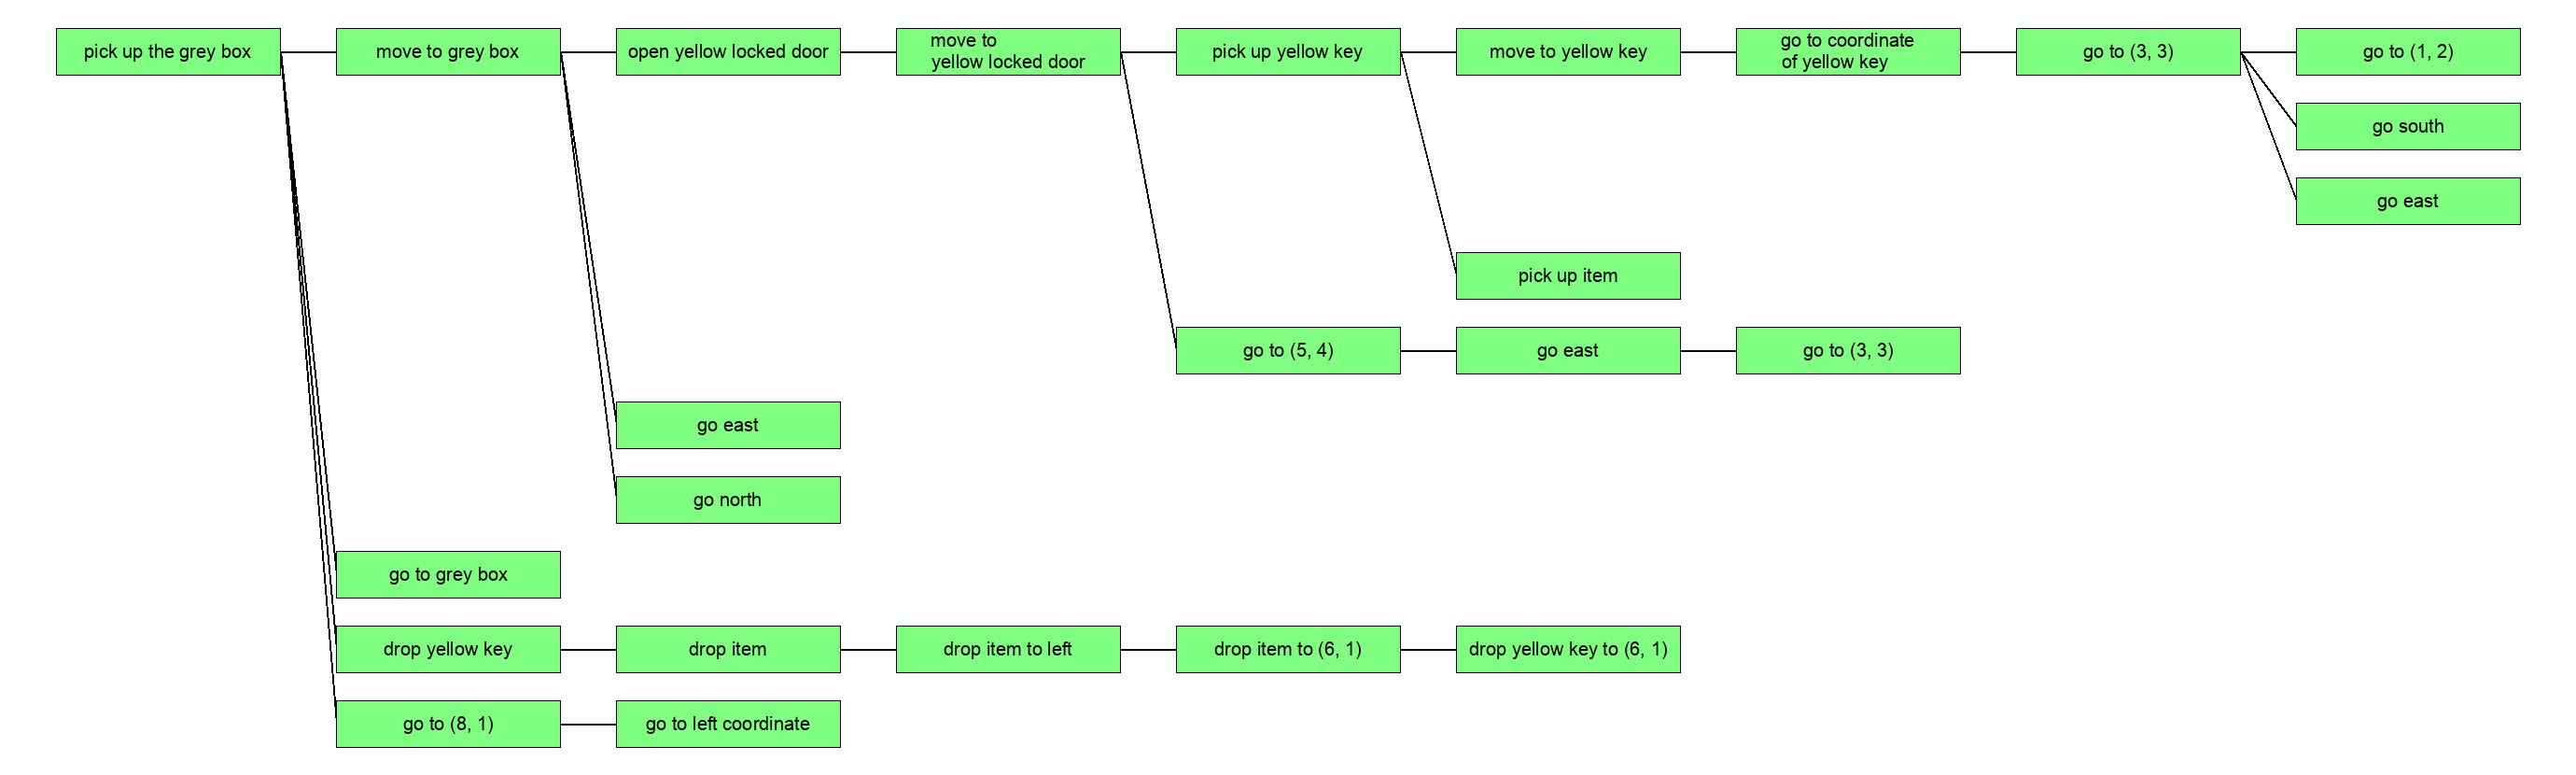 pick up the grey box
move to grey box
open yellow locked door
move to
yellow locked door
pick up yellow key
move to yellow key
go to coordinate
of yellow key
go to (3, 3)
go to (1, 2)
go south
go east
pick up item
go to (5, 4)
go east
go to (3, 3)
go east
go north
go to grey box
drop yellow key
drop item
drop item to left
drop item to (6, 1)
drop yellow key to (6, 1)
go to (8, 1)
go to left coordinate